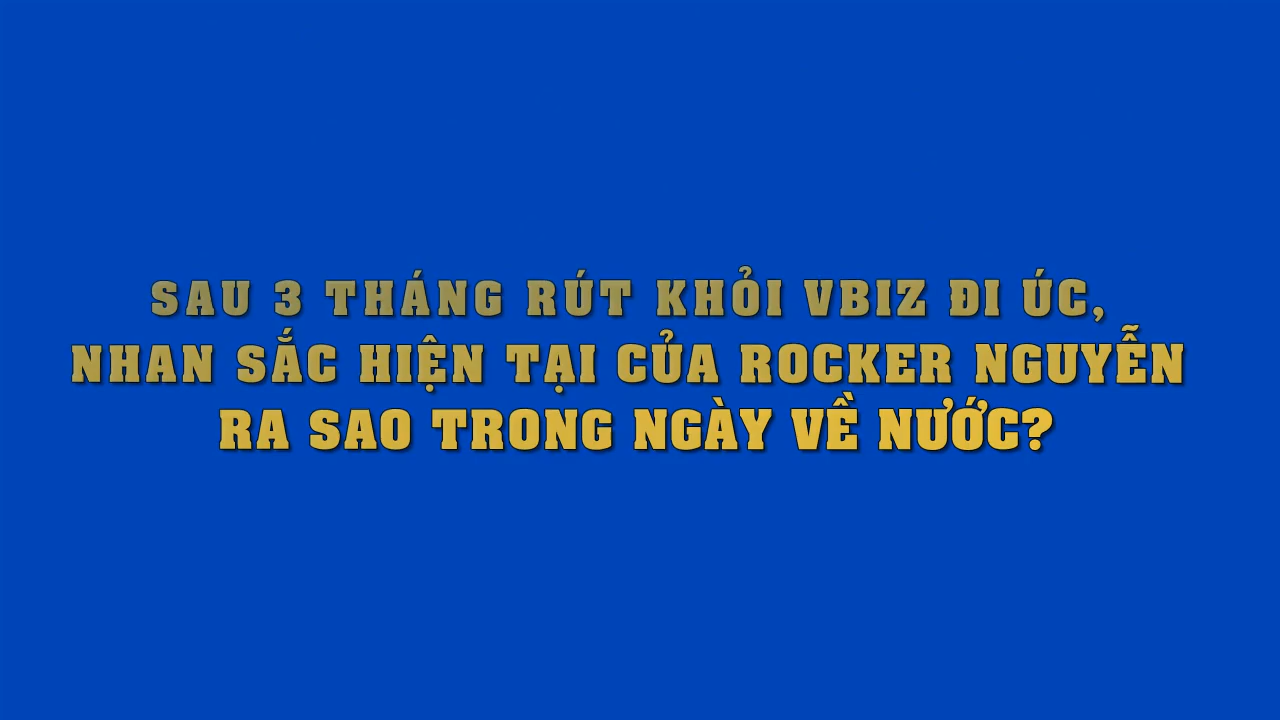 SAU 3 THÁNG RÚT KHỎI VBIZ ĐI ÚC,
NHAN SẮC HIỆN TẠI CỦA ROCKER NGUYỄN
RA SAO TRONG NGÀY VỀ NƯỚC?